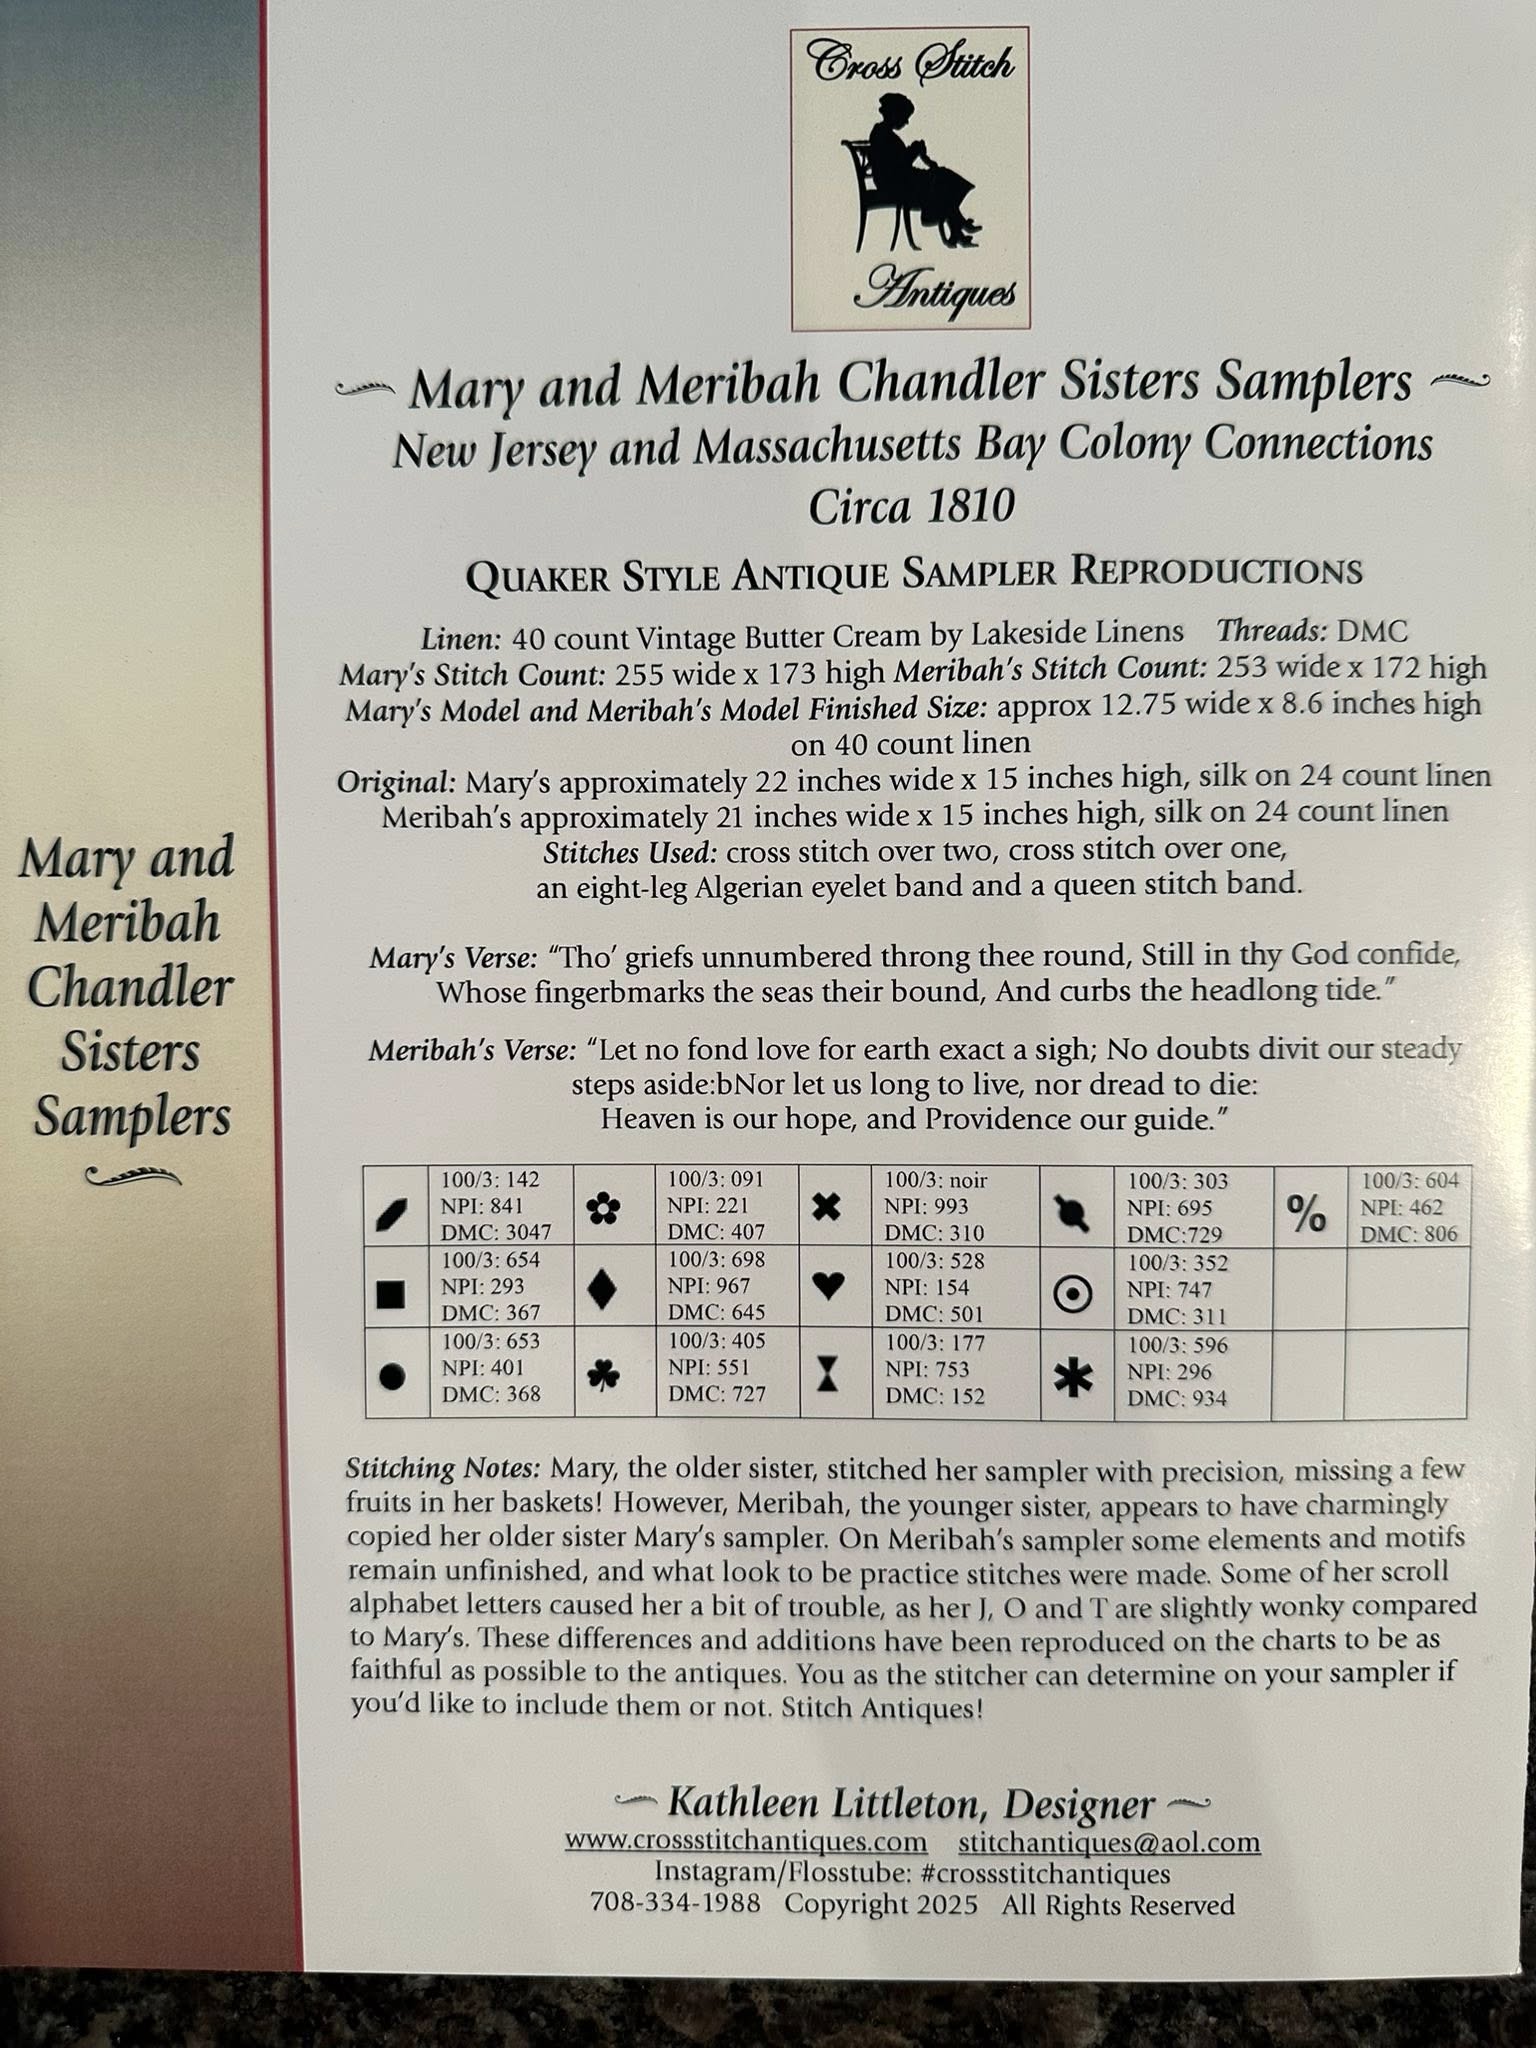 Cross Stitch
Antiques
Mary and Meribah Chandler Sisters Samplers
New Jersey and Massachusetts Bay Colony Connections
Circa 1810
QUAKER STYLE ANTIQUE SAMPLER REPRODUCTIONS
Linen: 40 count Vintage Butter Cream by Lakeside Linens Threads: DMC
Mary's Stitch Count: 255 wide x 173 high Meribah's Stitch Count: 253 wide x 172 high
Mary's Model and Meribah's Model Finished Size: approx 12.75 wide x 8.6 inches high
on 40 count linen
Original: Mary's approximately 22 inches wide x 15 inches high, silk on 24 count linen
Meribah's approximately 21 inches wide x 15 inches high, silk on 24 count linen
Stitches Used: cross stitch over two, cross stitch over one,
an eight-leg Algerian eyelet band and a queen stitch band.
Mary's Verse: "Tho' griefs unnumbered throng thee round, Still in thy God confide,
Whose fingerbmarks the seas their bound, And curbs the headlong tide."
Meribah's Verse: "Let no fond love for earth exact a sigh; No doubts divit our steady
steps aside:bNor let us long to live, nor dread to die:
Heaven is our hope, and Providence our guide."
100/3: 142 100/3: 091 100/3: noir 100/3: 303 100/3: 604
NPI: 841 NPI: 221 NPI: 993 NPI: 695 % NPI: 462
DMC: 3047 DMC: 407 DMC: 310 DMC:729 DMC: 806
100/3: 654 100/3: 698 100/3: 528 100/3: 352
NPI: 293 NPI: 967 NPI: 154 NPI: 747
DMC: 367 DMC: 645 DMC: 501 DMC: 311
100/3: 653 100/3: 405 100/3: 177 100/3: 596
NPI: 401 NPI: 551 NPI: 753 NPI: 296
DMC: 368 DMC: 727 DMC: 152 DMC: 934
Stitching Notes: Mary, the older sister, stitched her sampler with precision, missing a few
fruits in her baskets! However, Meribah, the younger sister, appears to have charmingly
copied her older sister Mary's sampler. On Meribah's sampler some elements and motifs
remain unfinished, and what look to be practice stitches were made. Some of her scroll
alphabet letters caused her a bit of trouble, as her J, O and T are slightly wonky compared
to Mary's. These differences and additions have been reproduced on the charts to be as
faithful as possible to the antiques. You as the stitcher can determine on your sampler if
you'd like to include them or not. Stitch Antiques!
Kathleen Littleton, Designer
www.crossstitchantiques.com stitchantiques@aol.com
Instagram/Flosstube: #crossstitchantiques
708-334-1988 Copyright 2025 All Rights Reserved
Mary and
Meribah
Chandler
Sisters
Samplers